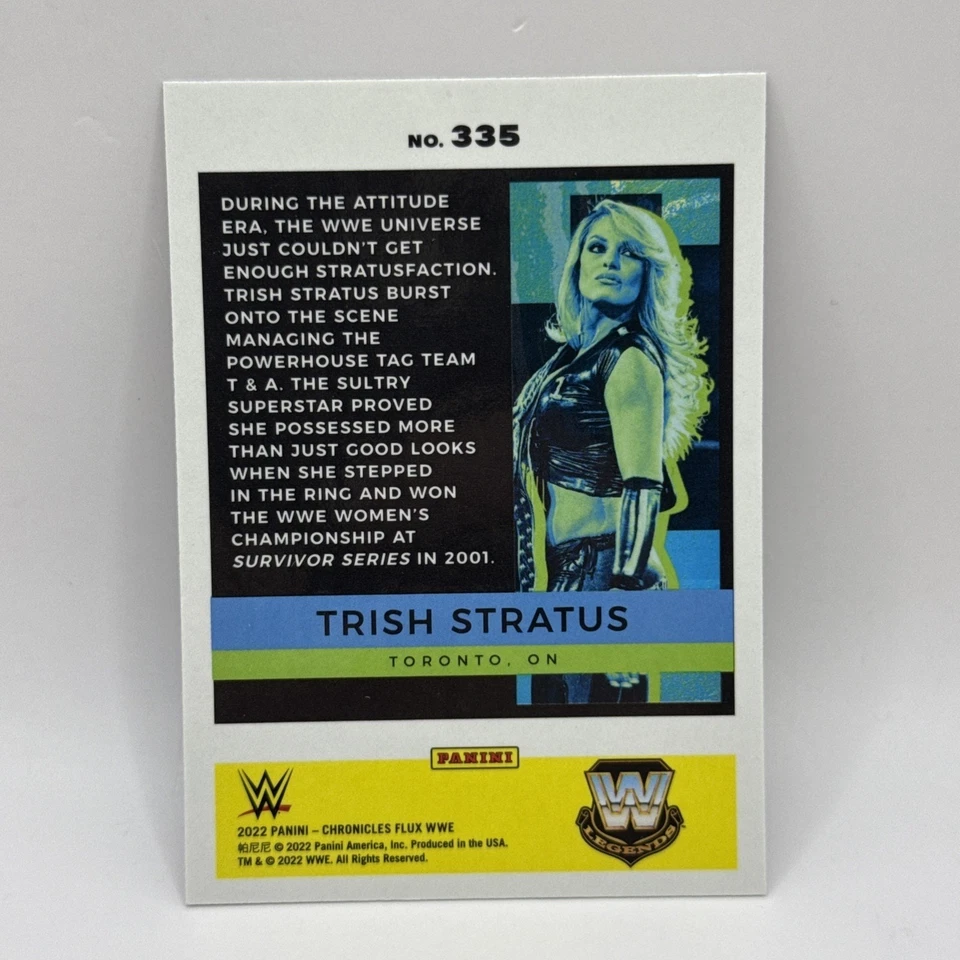 NO. 335
DURING THE ATTITUDE
ERA, THE WWE UNIVERSE
JUST COULDN'T GET
ENOUGH STRATUSFACTION.
TRISH STRATUS BURST
ONTO THE SCENE
MANAGING THE
POWERHOUSE TAG TEAM
T & A. THE SULTRY
SUPERSTAR PROVED
SHE POSSESSED MORE
THAN JUST GOOD LOOKS
WHEN SHE STEPPED
IN THE RING AND WON
THE WWE WOMEN'S
CHAMPIONSHIP AT
SURVIVOR SERIES IN 2001.
TRISH STRATUS
TORONTO, ON
PANINI
W
2022 PANINI – CHRONICLES FLUX WWE
帕尼尼 © 2022 Panini America, Inc. Produced in the USA.
TM & © 2022 WWE. All Rights Reserved.
WW
LEGENDS